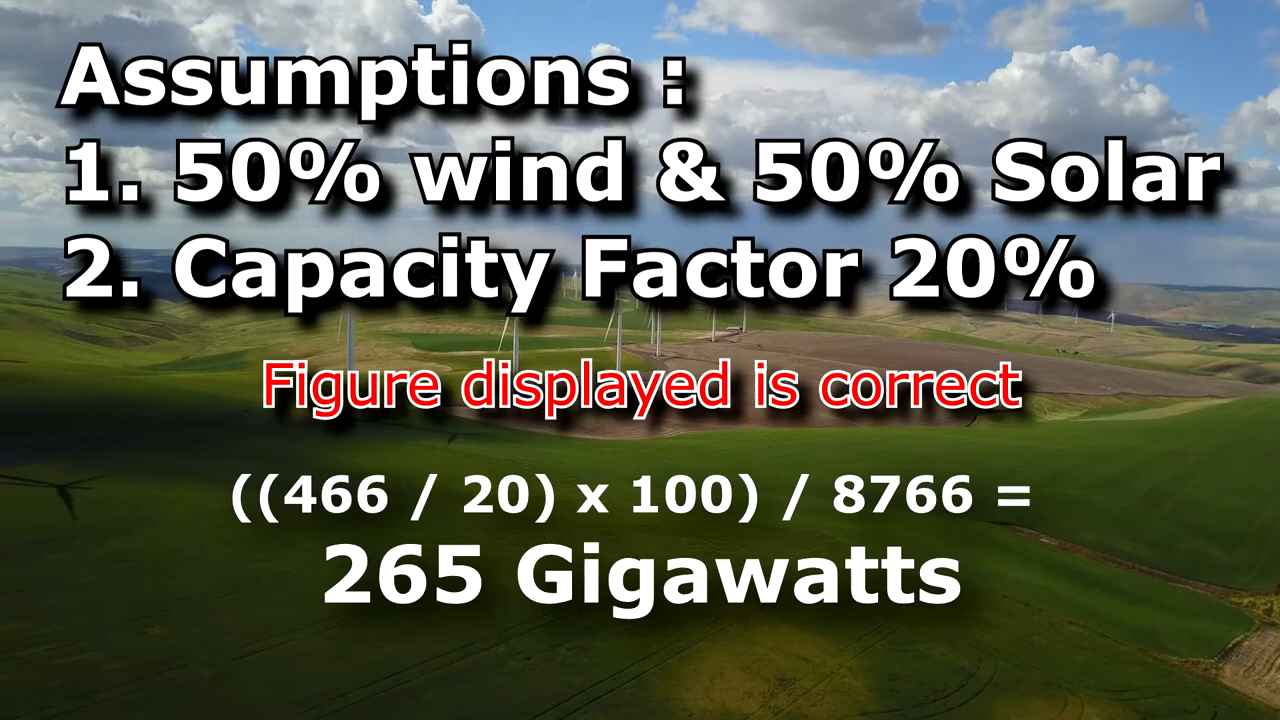 Assumptions :
1. 50% wind & 50% Solar
2. Capacity Factor 20%
Figure displayed is correct
((466 / 20) x 100) / 8766 =
265 Gigawatts